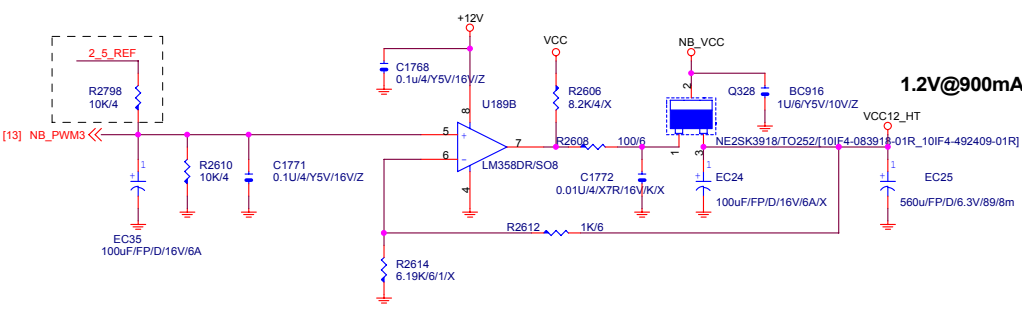 +12V
2_5_REF
VCC
NB_VCC
C1768
0.1u/4/Y5V/16V/Z
R2798
10K/4
8
U189B
R2606
8.2K/4/X
2
Q328
BC916
1U/6/Y5V/10V/Z
1.2V@900mA
VCC12_HT
[13] NB_PWM3
5
+
6
-
7
LM358DR/SO8
R2608
100/6
1
3
NE2SK3918/TO252/[10IF4-083918-01R_10IF4-492409-01R]
1
+
R2610
10K/4
C1771
0.1U/4/Y5V/16V/Z
4
C1772
0.01U/4/X7R/16V/K/X
1
+
EC24
100uF/FP/D/16V/6A/X
1
+
EC25
560u/FP/D/6.3V/89/8m
EC35
100uF/FP/D/16V/6A
R2612
1K/6
R2614
6.19K/6/1/X